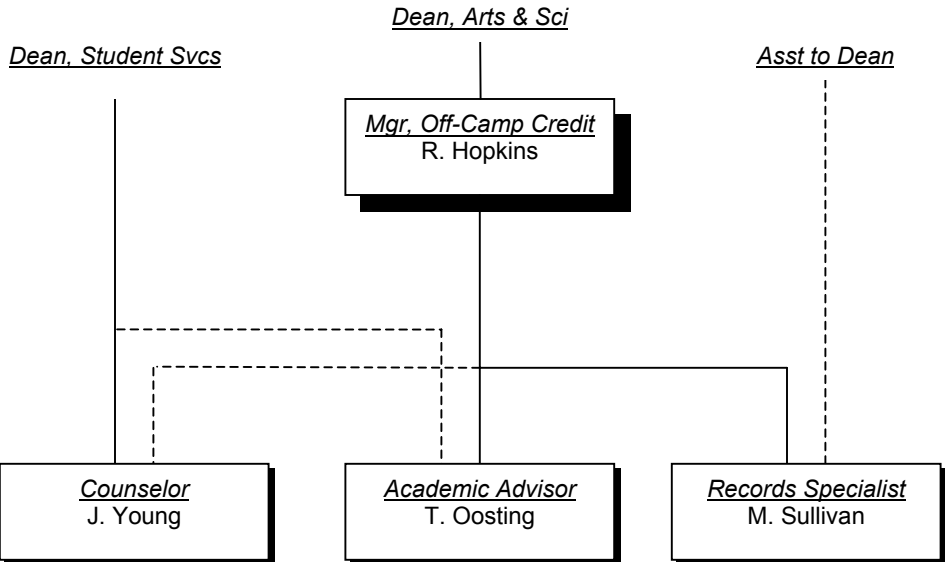 Dean, Arts & Sci
Dean, Student Svcs
Asst to Dean
Mgr, Off-Camp Credit
R. Hopkins
Counselor
J. Young
Academic Advisor
T. Oosting
Records Specialist
M. Sullivan